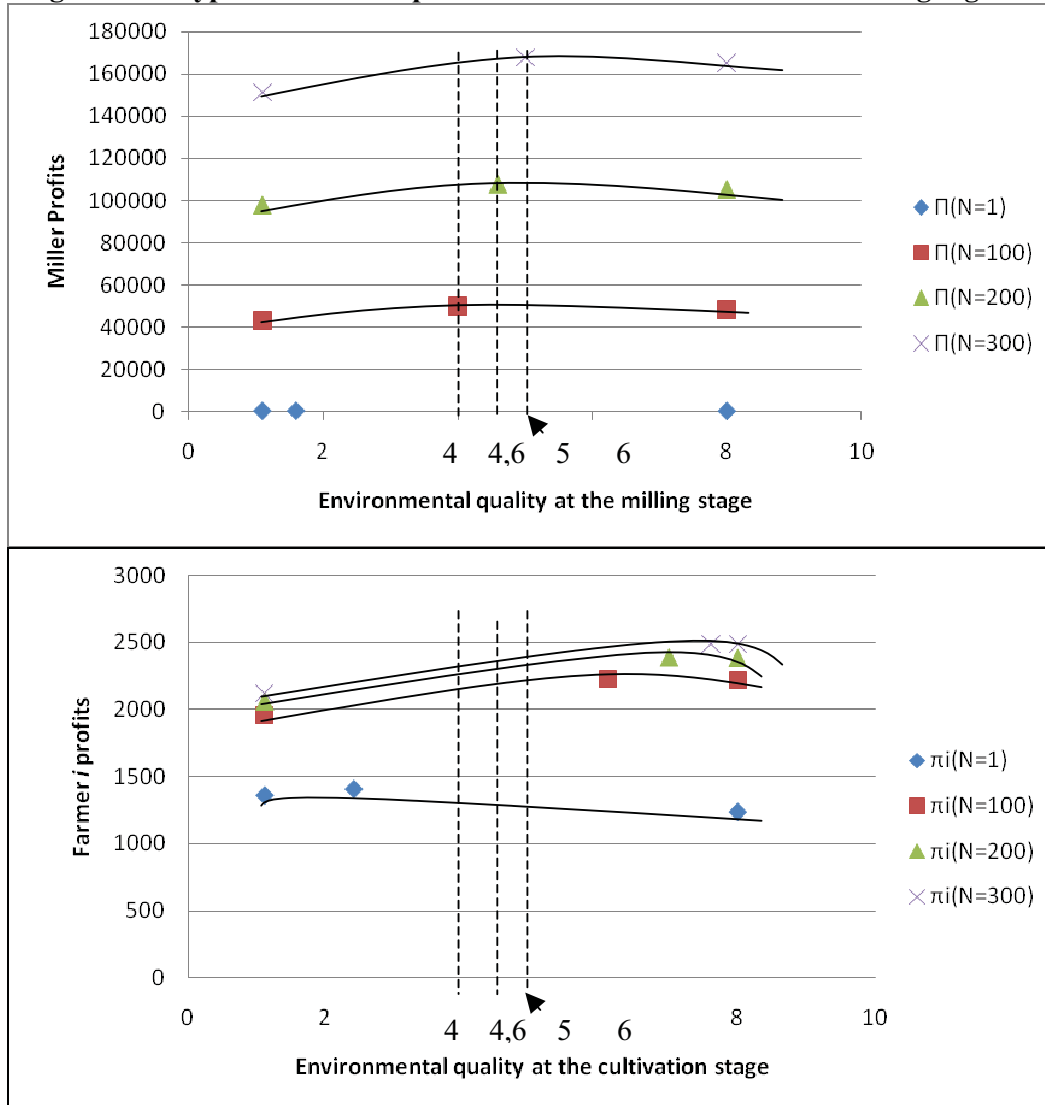 180000
160000
140000
120000
100000
80000
60000
40000
20000
0
Miller Profits
0 2 4 4,6 5 6 8 10
Environmental quality at the milling stage
Π(N=1)
Π(N=100)
Π(N=200)
Π(N=300)
3000
2500
2000
1500
1000
500
0
Farmer i profits
0 2 4 4,6 5 6 8 10
Environmental quality at the cultivation stage
πi(N=1)
πi(N=100)
πi(N=200)
πi(N=300)